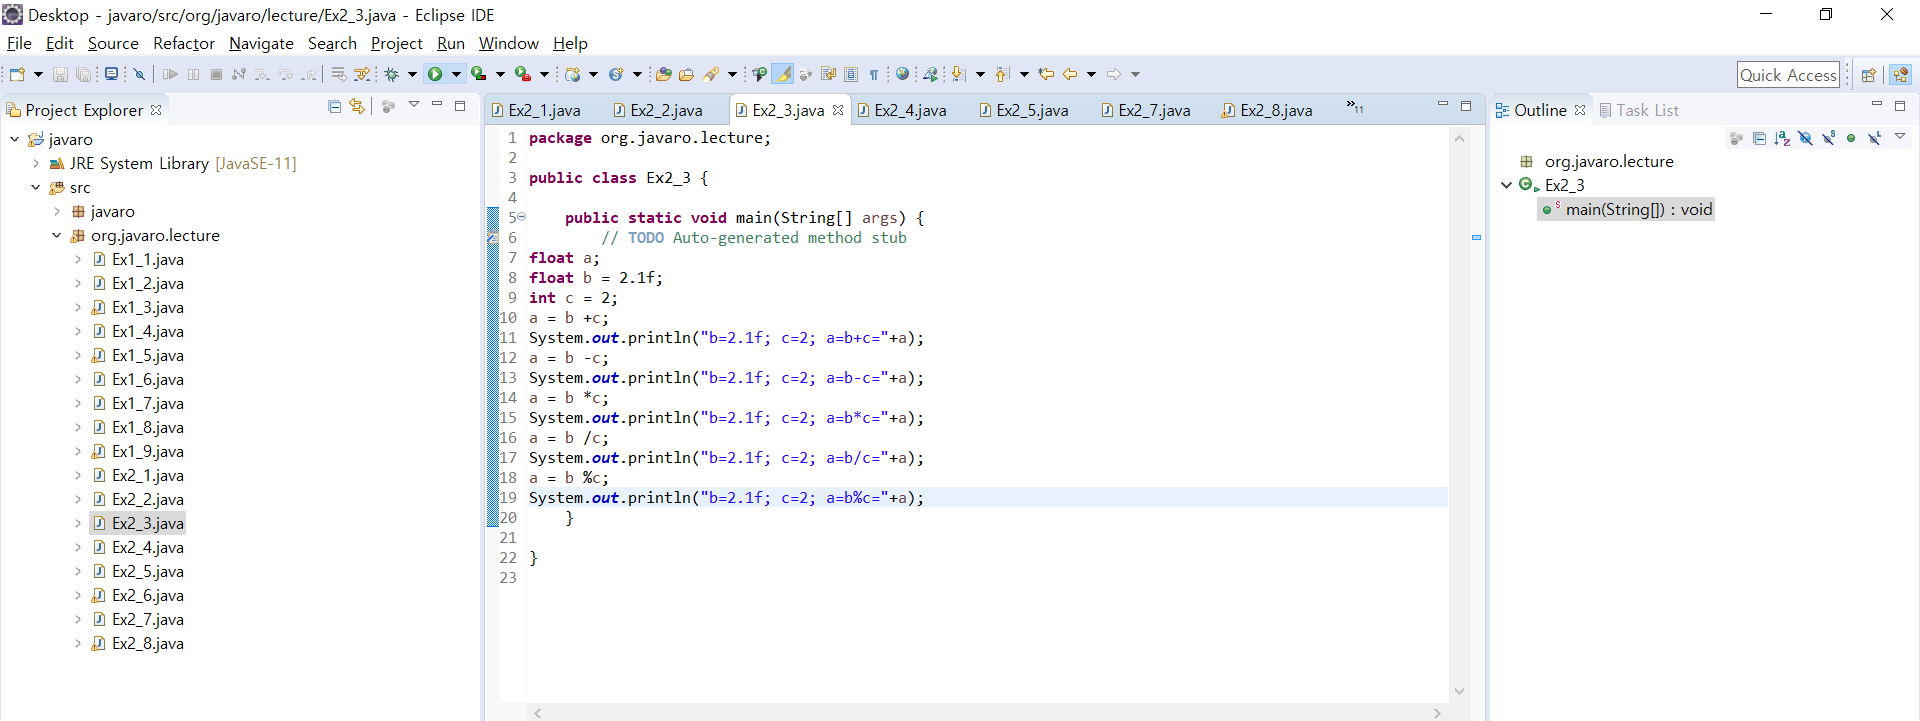 Desktop - javaro/src/org/javaro/lecture/Ex2_3.java - Eclipse IDE
File Edit Source Refactor Navigate Search Project Run Window Help
Quick Access
Project Explorer
javaro
JRE System Library [JavaSE-11]
src
javaro
org.javaro.lecture
Ex1_1.java
Ex1_2.java
Ex1_3.java
Ex1_4.java
Ex1_5.java
Ex1_6.java
Ex1_7.java
Ex1_8.java
Ex1_9.java
Ex2_1.java
Ex2_2.java
Ex2_3.java
Ex2_4.java
Ex2_5.java
Ex2_6.java
Ex2_7.java
Ex2_8.java
Ex2_1.java Ex2_2.java Ex2_3.java Ex2_4.java Ex2_5.java Ex2_7.java Ex2_8.java »11
1 package org.javaro.lecture;
2
3 public class Ex2_3 {
4
5 public static void main(String[] args) {
6 // TODO Auto-generated method stub
7 float a;
8 float b = 2.1f;
9 int c = 2;
10 a = b +c;
11 System.out.println("b=2.1f; c=2; a=b+c="+a);
12 a = b -c;
13 System.out.println("b=2.1f; c=2; a=b-c="+a);
14 a = b *c;
15 System.out.println("b=2.1f; c=2; a=b*c="+a);
16 a = b /c;
17 System.out.println("b=2.1f; c=2; a=b/c="+a);
18 a = b %c;
19 System.out.println("b=2.1f; c=2; a=b%c="+a);
20 }
21
22 }
23
Outline Task List
org.javaro.lecture
Ex2_3
main(String[]) : void